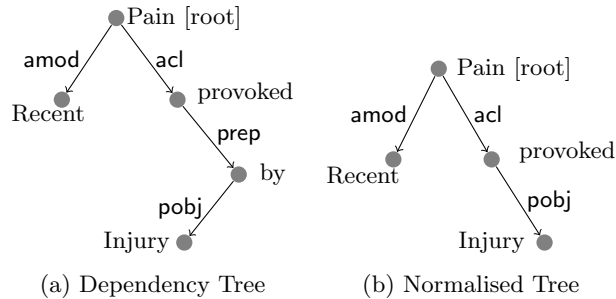 Pain [root]
amod
acl
Recent
provoked
prep
by
pobj
Injury
(a) Dependency Tree
Pain [root]
amod
acl
Recent
provoked
pobj
Injury
(b) Normalised Tree